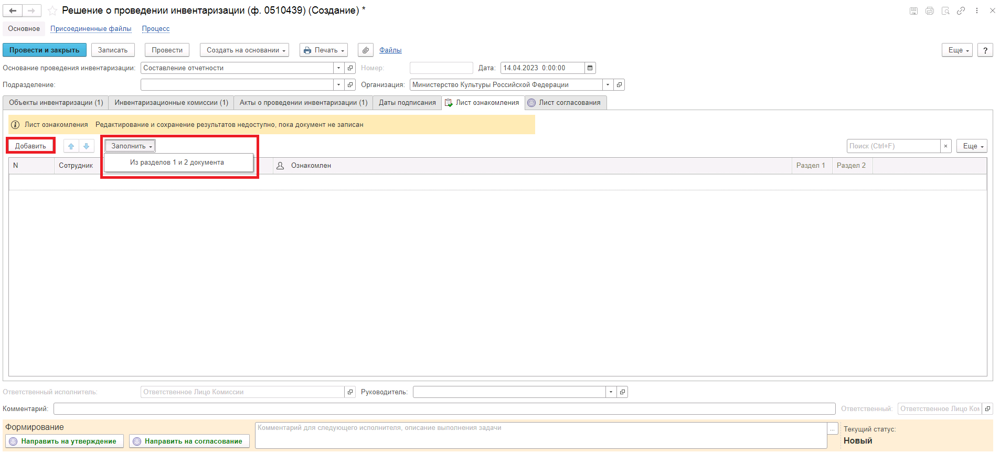 Решение о проведении инвентаризации (ф. 0510439) (Создание) *
Основное Присоединенные файлы Процесс
Провести и закрыть Записать Провести Создать на основании Печать Файлы Еще ?
Основание проведения инвентаризации: Составление отчетности Номер: Дата: 14.04.2023 0:00:00
Подразделение: Организация: Министерство Культуры Российской Федерации
Объекты инвентаризации (1) Инвентаризационные комиссии (1) Акты о проведении инвентаризации (1) Даты подписания Лист ознакомления Лист согласования
Лист ознакомления Редактирование и сохранение результатов недоступно, пока документ не записан
Добавить Заполнить Поиск (Ctrl+F) × Еще
Из разделов 1 и 2 документа
N Сотрудник Ознакомлен Раздел 1 Раздел 2
Ответственный исполнитель: Ответственное Лицо Комиссии Руководитель:
Комментарий: Ответственный: Ответственное Лицо Ком
Формирование Комментарий для следующего исполнителя, описание выполнения задачи ... Текущий статус:
Направить на утверждение Направить на согласование Новый